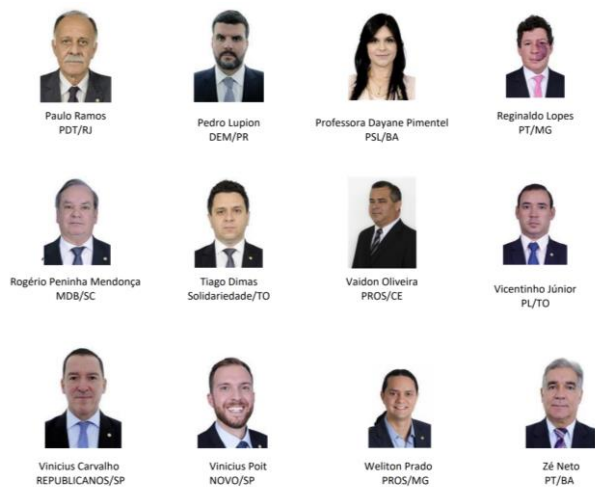 Paulo Ramos
PDT/RJ
Pedro Lupion
DEM/PR
Professora Dayane Pimentel
PSL/BA
Reginaldo Lopes
PT/MG
Rogério Peninha Mendonça
MDB/SC
Tiago Dimas
Solidariedade/TO
Vaidon Oliveira
PROS/CE
Vicentinho Júnior
PL/TO
Vinicius Carvalho
REPUBLICANOS/SP
Vinicius Poit
NOVO/SP
Weliton Prado
PROS/MG
Zé Neto
PT/BA